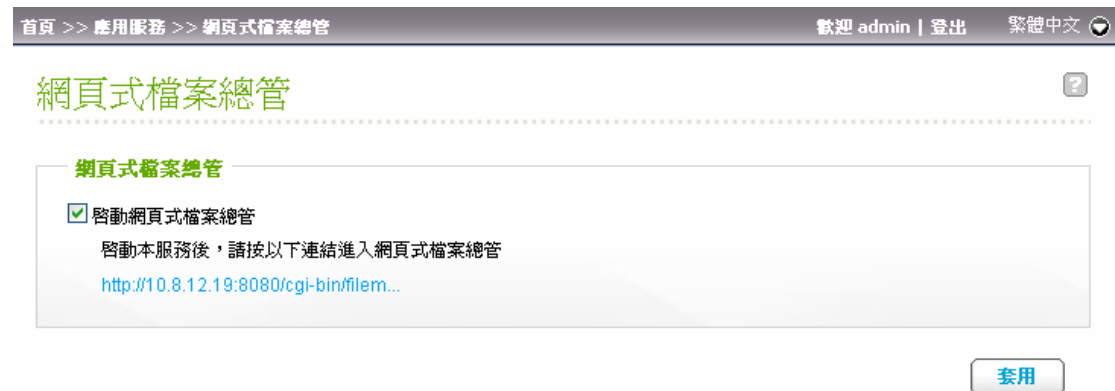 首頁 >> 應用服務 >> 網頁式檔案總管 歡迎 admin | 登出 繁體中文
網頁式檔案總管
?
網頁式檔案總管
啓動網頁式檔案總管
啓動本服務後，請按以下連結進入網頁式檔案總管
http://10.8.12.19:8080/cgi-bin/filem...
套用